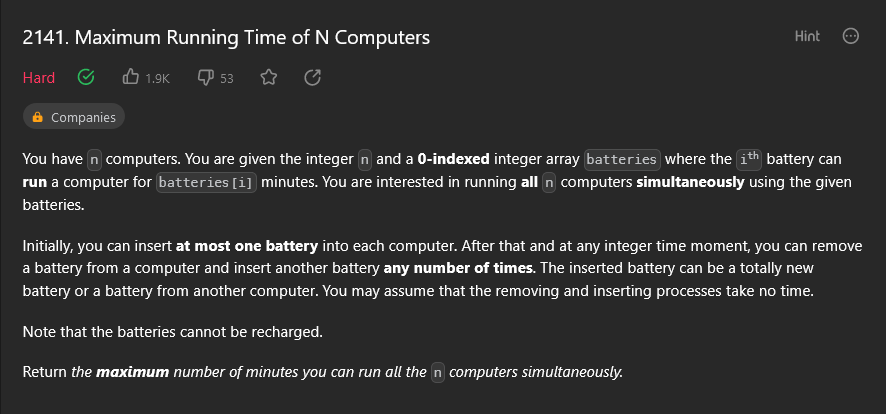 2141. Maximum Running Time of N Computers
Hint
Hard 1.9K 53
Companies
You have n computers. You are given the integer n and a 0-indexed integer array batteries where the ith battery can
run a computer for batteries[i] minutes. You are interested in running all n computers simultaneously using the given
batteries.
Initially, you can insert at most one battery into each computer. After that and at any integer time moment, you can remove
a battery from a computer and insert another battery any number of times. The inserted battery can be a totally new
battery or a battery from another computer. You may assume that the removing and inserting processes take no time.
Note that the batteries cannot be recharged.
Return the maximum number of minutes you can run all the n computers simultaneously.